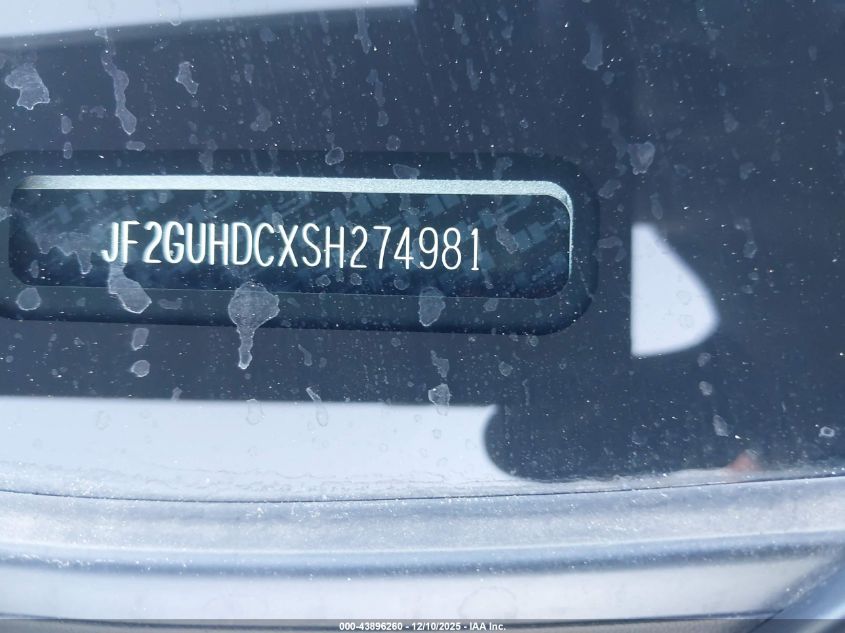 JF2GUHDCXSH274981
000-43896260 - 12/10/2025 - IAA Inc.